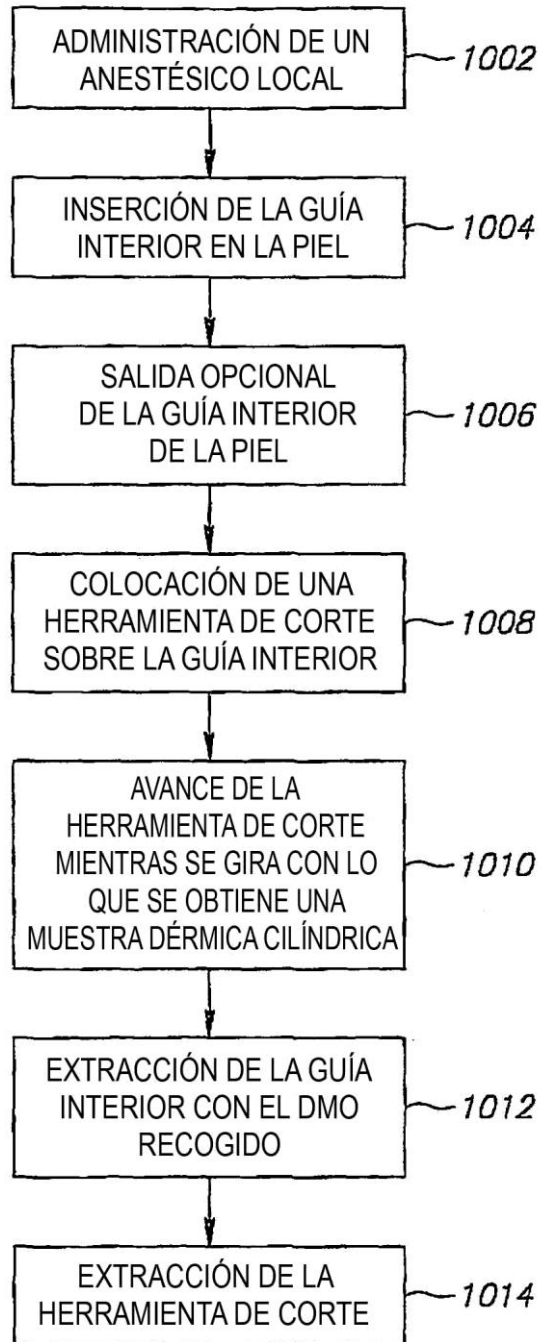 ADMINISTRACIÓN DE UN
ANESTÉSICO LOCAL
1002
INSERCIÓN DE LA GUÍA
INTERIOR EN LA PIEL
1004
SALIDA OPCIONAL
DE LA GUÍA INTERIOR
DE LA PIEL
1006
COLOCACIÓN DE UNA
HERRAMIENTA DE CORTE
SOBRE LA GUÍA INTERIOR
1008
AVANCE DE LA
HERRAMIENTA DE CORTE
MIENTRAS SE GIRA CON LO
QUE SE OBTIENE UNA
MUESTRA DÉRMICA CILÍNDRICA
1010
EXTRACCIÓN DE LA GUÍA
INTERIOR CON EL DMO
RECOGIDO
1012
EXTRACCIÓN DE LA
HERRAMIENTA DE CORTE
1014